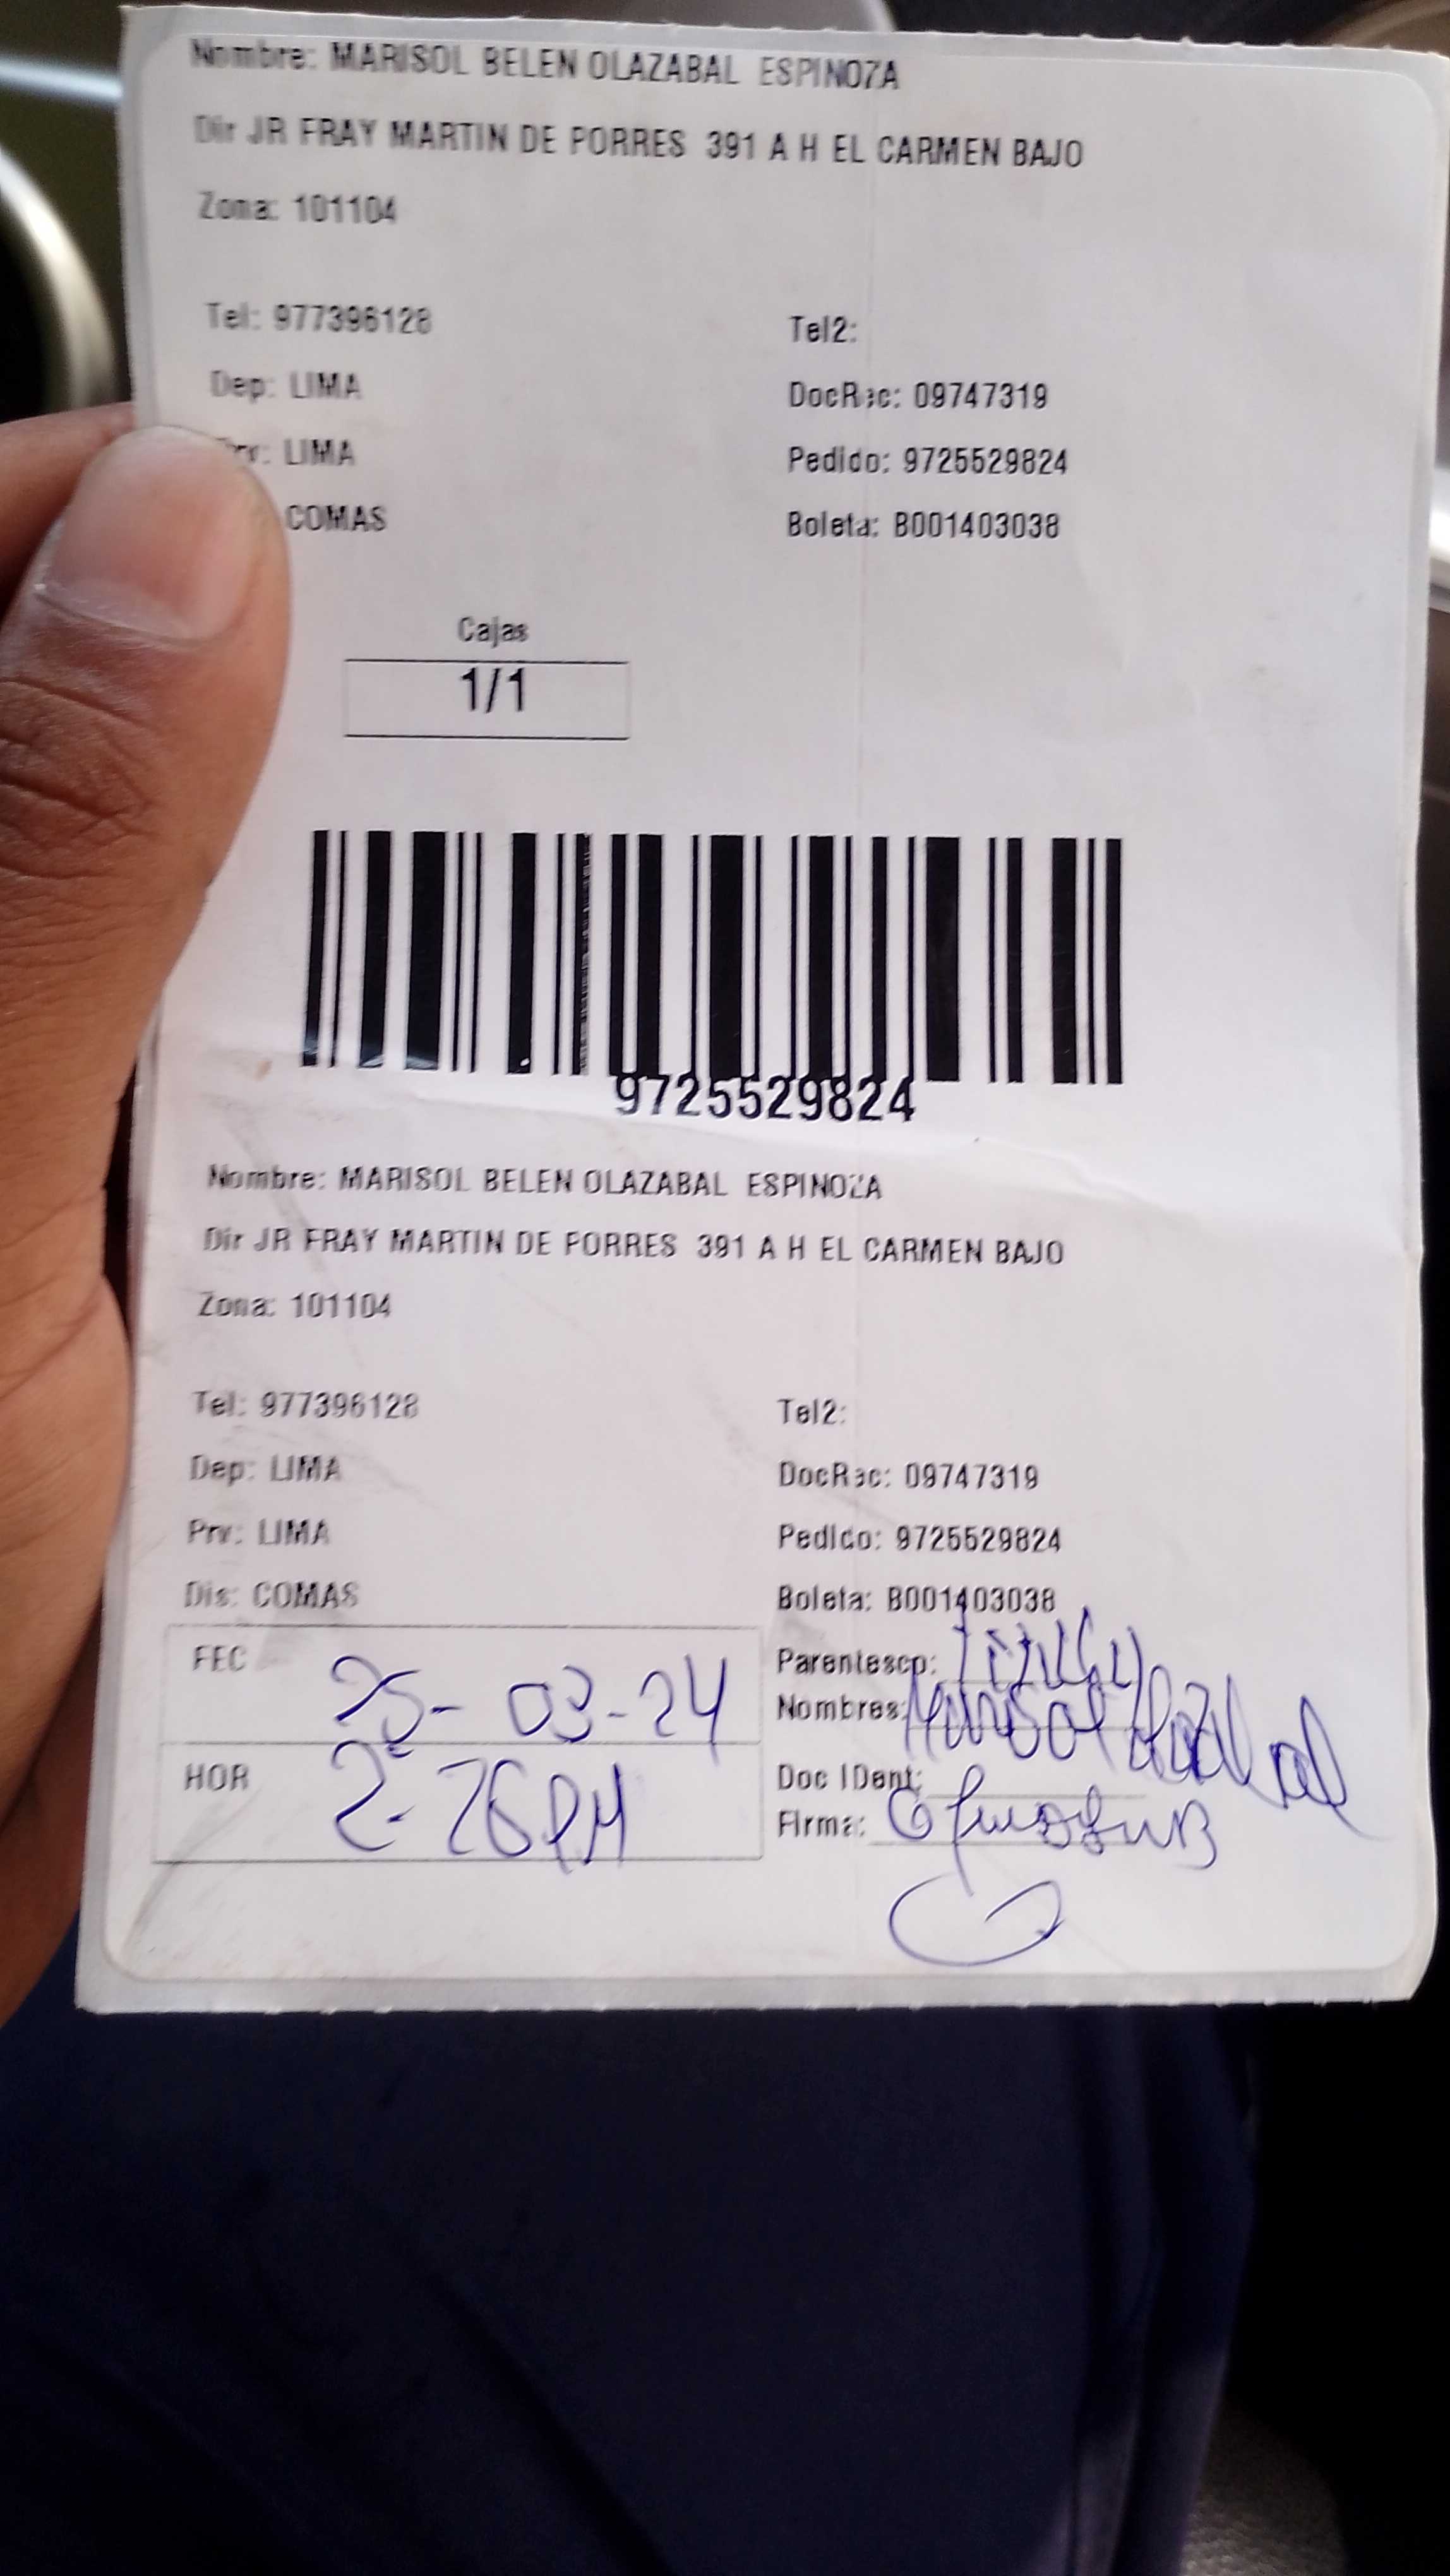 Nombre: MARISOL BELEN OLAZABAL ESPINOZA
Dir JR FRAY MARTIN DE PORRES 391 A H EL CARMEN BAJO
Zona: 101104
Tel: 977396128 Tel2:
Dep: LIMA DocRec: 09747319
LIMA Pedido: 9725529824
COMAS Boleta: B001403038
Cajas
1/1
9725529824
Nombre: MARISOL BELEN OLAZABAL ESPINOZA
Dir JR FRAY MARTIN DE PORRES 391 A H EL CARMEN BAJO
Zona: 101104
Tel: 977396128 Tel2:
Dep: LIMA DocRec: 09747319
Prv: LIMA Pedido: 9725529824
Dis: COMAS Boleta: B001403038
FEC 25-03-24 Parentesco:
Nombres: Marisol Olazabal
HOR 2-26PM Doc IDent:
Firma: